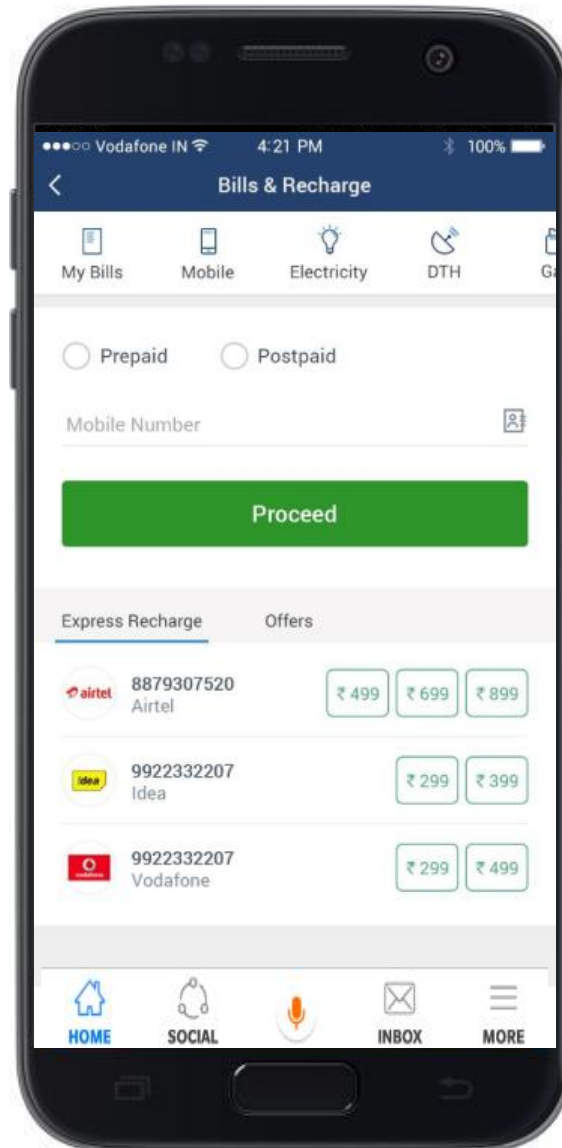 Vodafone IN 4:21 PM 100%
Bills & Recharge
My Bills Mobile Electricity DTH Ga
Prepaid Postpaid
Mobile Number
Proceed
Express Recharge Offers
airtel 8879307520 ₹ 499 ₹ 699 ₹ 899
Airtel
Idea 9922332207 ₹ 299 ₹ 399
Idea
vodafone 9922332207 ₹ 299 ₹ 499
Vodafone
HOME SOCIAL INBOX MORE